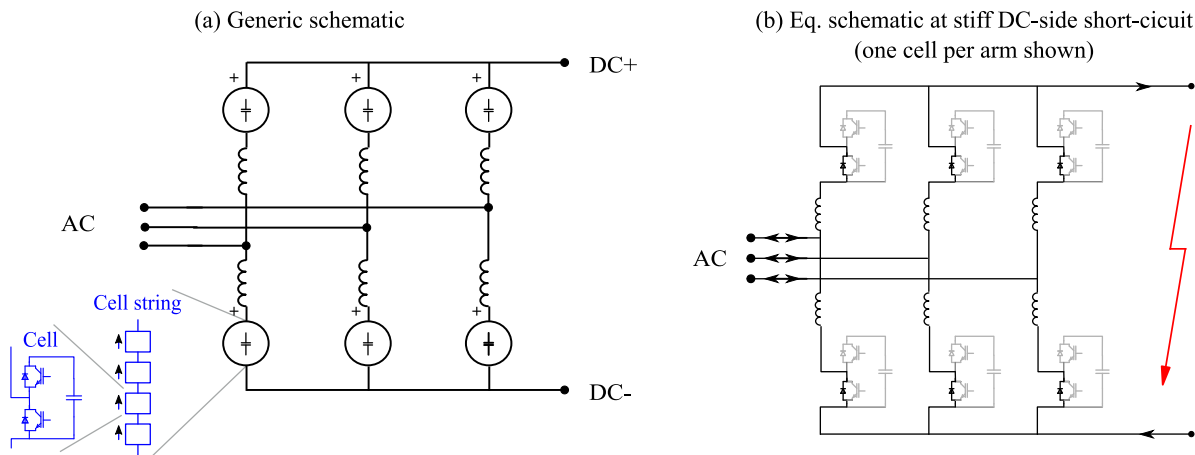 (a) Generic schematic
(b) Eq. schematic at stiff DC-side short-cicuit
(one cell per arm shown)
+
+
+
DC+
AC
AC
Cell string
+
+
+
Cell
DC-